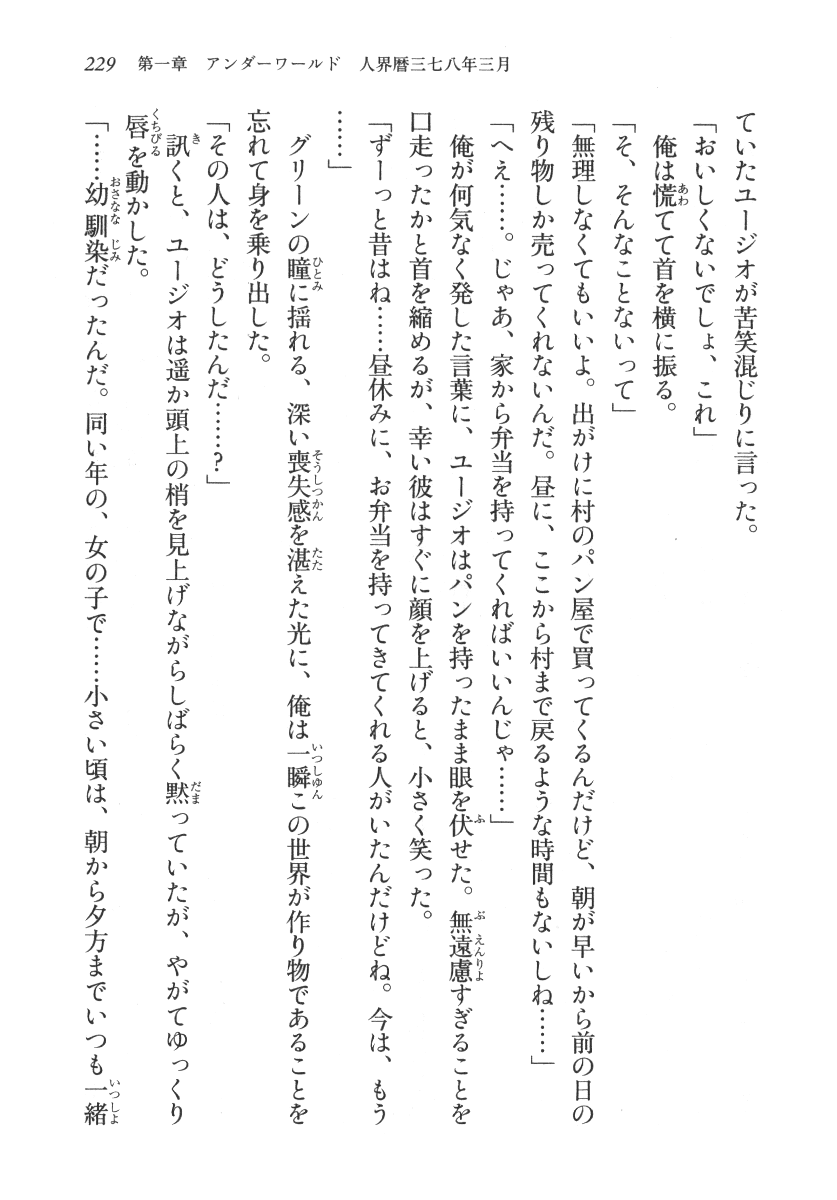 229　第一章　アンダーワールド　人界暦三七八年三月
ていたユージオが苦笑混じりに言った。
「おいしくないでしょ、これ」
　俺は慌てて首を横に振る。
「そ、そんなことないって」
「無理しなくてもいいよ。出がけに村のパン屋で買ってくるんだけど、朝が早いから前の日の
残り物しか売ってくれないんだ。昼に、ここから村まで戻るような時間もないしね……」
「へえ……。じゃあ、家から弁当を持ってくればいいんじゃ……」
　俺が何気なく発した言葉に、ユージオはパンを持ったまま眼を伏せた。無遠慮すぎることを
口走ったかと首を縮めるが、幸い彼はすぐに顔を上げると、小さく笑った。
「ずーっと昔はね……昼休みに、お弁当を持ってきてくれる人がいたんだけどね。今は、もう
……」
　グリーンの瞳に揺れる、深い喪失感を湛えた光に、俺は一瞬この世界が作り物であることを
忘れて身を乗り出した。
「その人は、どうしたんだ……？」
　訊くと、ユージオは遥か頭上の梢を見上げながらしばらく黙っていたが、やがてゆっくり
唇を動かした。
「……幼馴染だったんだ。同い年の、女の子で……小さい頃は、朝から夕方までいつも一緒